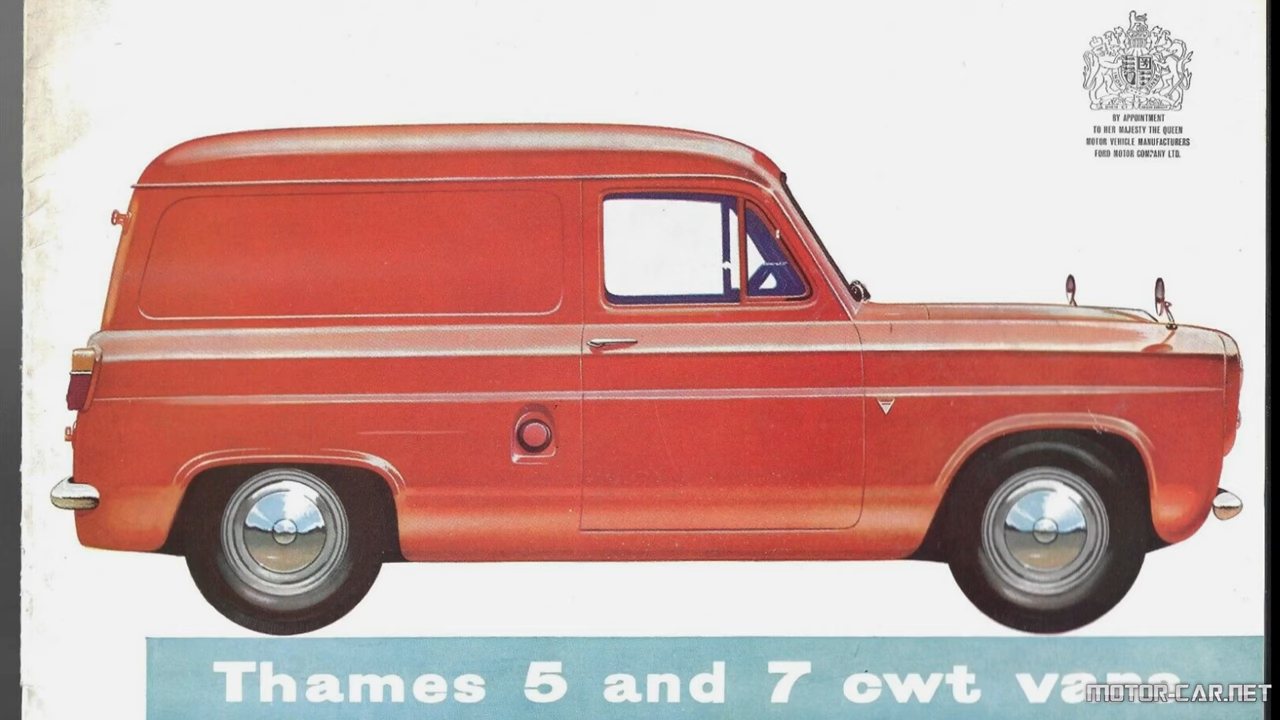 BY APPOINTMENT
TO HER MAJESTY THE QUEEN
MOTOR VEHICLE MANUFACTURERS
FORD MOTOR COMPANY LTD.
Thames 5 and 7 cwt vans
MOTOR-CAR.NET